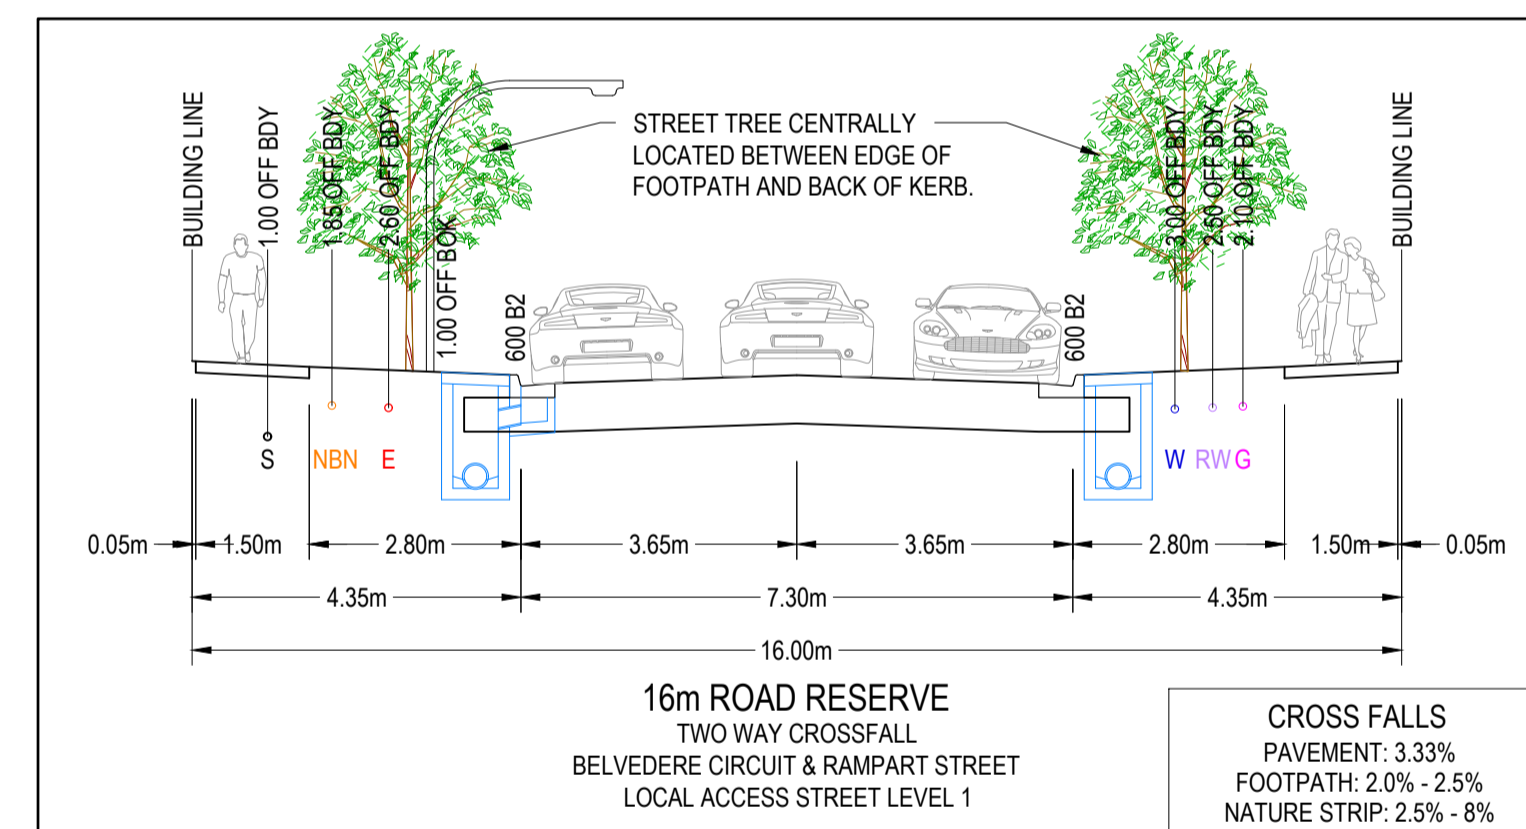 BUILDING LINE
1.00 OFF BDY
1.85 OFF BDY
2.60 OFF BDY
1.00 OFF BOK
600 B2
STREET TREE CENTRALLY
LOCATED BETWEEN EDGE OF
FOOTPATH AND BACK OF KERB.
600 B2
3.00 OFF BDY
2.50 OFF BDY
2.10 OFF BDY
BUILDING LINE
S NBN E W RW G
0.05m 1.50m 2.80m 3.65m 3.65m 2.80m 1.50m 0.05m
4.35m 7.30m 4.35m
16.00m
16m ROAD RESERVE
TWO WAY CROSSFALL
BELVEDERE CIRCUIT & RAMPART STREET
LOCAL ACCESS STREET LEVEL 1
CROSS FALLS
PAVEMENT: 3.33%
FOOTPATH: 2.0% - 2.5%
NATURE STRIP: 2.5% - 8%